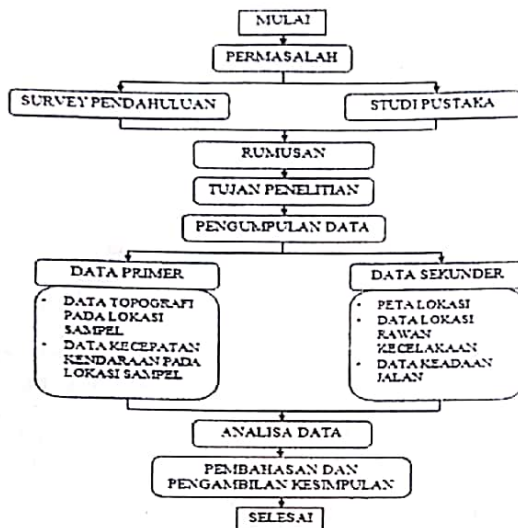 MULAI
PERMASALAH
SURVEY PENDAHULUAN
STUDI PUSTAKA
RUMUSAN
TUJAN PENELITIAN
PENGUMPULAN DATA
DATA PRIMER
• DATA TOPOGRAFI
PADA LOKASI
SAMPEL
• DATA KECEPATAN
KENDARAAN PADA
LOKASI SAMPEL
DATA SEKUNDER
• PETA LOKASI
• DATA LOKASI
RAWAN
KECELAKAAN
• DATA KEADAAN
JALAN
ANALISA DATA
PEMBAHASAN DAN
PENGAMBILAN KESIMPULAN
SELESAI